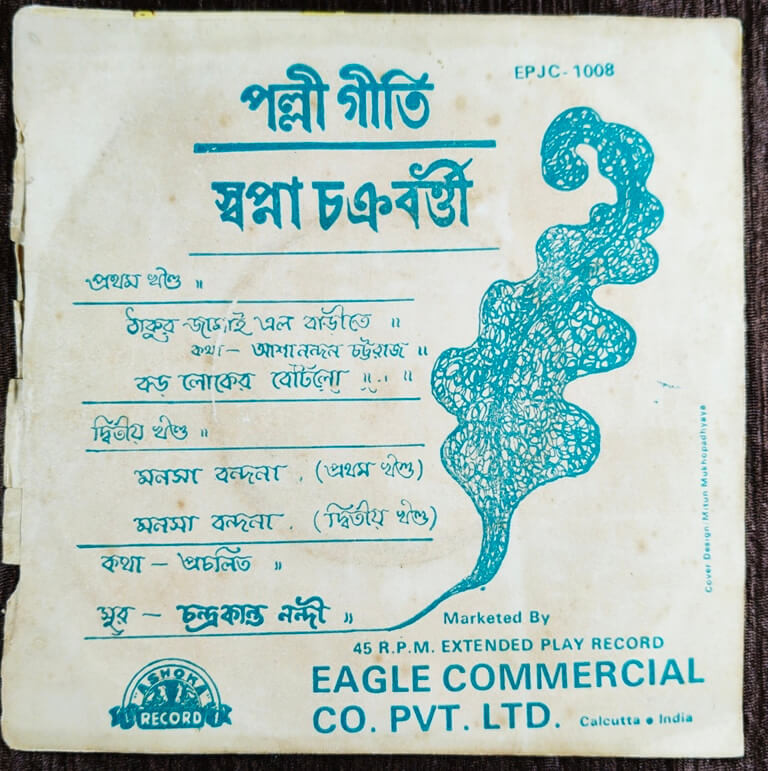 EPJC-1008
পল্লী গীতি
স্বপ্না চক্রবর্ত্তী
প্রথম খণ্ড ॥
ঠাকুর জামাই এল বাড়ীতে ॥
কথা – আশানন্দন চট্টরাজ ॥
বড় লোকের বেটিলো ॥.. ॥
দ্বিতীয় খণ্ড ॥
মনসা বন্দনা . (প্রথম খণ্ড)
মনসা বন্দনা . (দ্বিতীয় খণ্ড)
কথা – প্রচলিত ॥
সুর – চন্দ্রকান্ত নন্দী ॥
Cover Design: Mitun Mukhopadhyaya
Marketed By
45 R.P.M. EXTENDED PLAY RECORD
EAGLE COMMERCIAL
CO. PVT. LTD. Calcutta • India
ASHOKA
RECORD